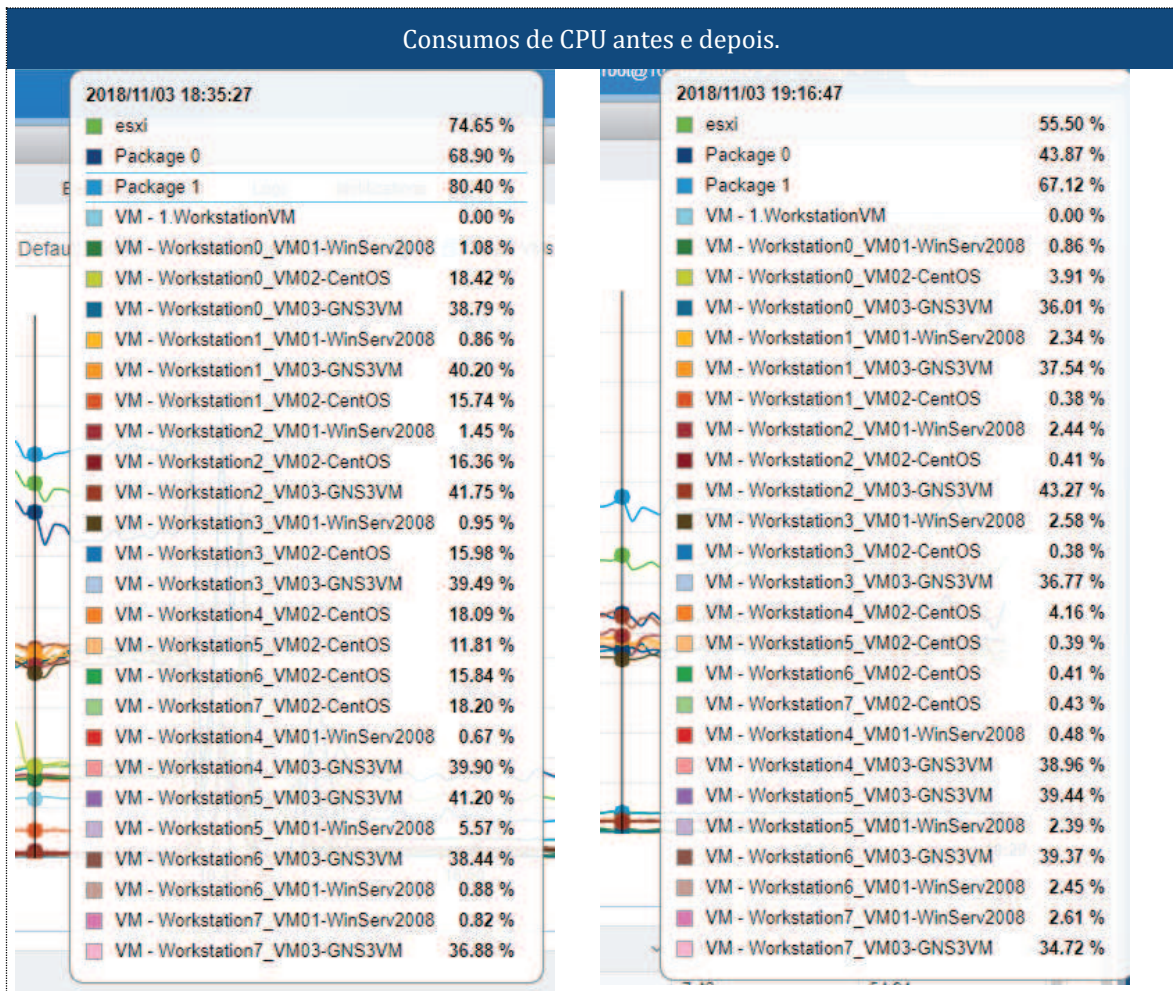 Consumos de CPU antes e depois.
2018/11/03 18:35:27
esxi 74.65 %
Package 0 68.90 %
Package 1 80.40 %
VM - 1.WorkstationVM 0.00 %
VM - Workstation0_VM01-WinServ2008 1.08 %
VM - Workstation0_VM02-CentOS 18.42 %
VM - Workstation0_VM03-GNS3VM 38.79 %
VM - Workstation1_VM01-WinServ2008 0.86 %
VM - Workstation1_VM03-GNS3VM 40.20 %
VM - Workstation1_VM02-CentOS 15.74 %
VM - Workstation2_VM01-WinServ2008 1.45 %
VM - Workstation2_VM02-CentOS 16.36 %
VM - Workstation2_VM03-GNS3VM 41.75 %
VM - Workstation3_VM01-WinServ2008 0.95 %
VM - Workstation3_VM02-CentOS 15.98 %
VM - Workstation3_VM03-GNS3VM 39.49 %
VM - Workstation4_VM02-CentOS 18.09 %
VM - Workstation5_VM02-CentOS 11.81 %
VM - Workstation6_VM02-CentOS 15.84 %
VM - Workstation7_VM02-CentOS 18.20 %
VM - Workstation4_VM01-WinServ2008 0.67 %
VM - Workstation4_VM03-GNS3VM 39.90 %
VM - Workstation5_VM03-GNS3VM 41.20 %
VM - Workstation5_VM01-WinServ2008 5.57 %
VM - Workstation6_VM03-GNS3VM 38.44 %
VM - Workstation6_VM01-WinServ2008 0.88 %
VM - Workstation7_VM01-WinServ2008 0.82 %
VM - Workstation7_VM03-GNS3VM 36.88 %
Defau
2018/11/03 19:16:47
esxi 55.50 %
Package 0 43.87 %
Package 1 67.12 %
VM - 1.WorkstationVM 0.00 %
VM - Workstation0_VM01-WinServ2008 0.86 %
VM - Workstation0_VM02-CentOS 3.91 %
VM - Workstation0_VM03-GNS3VM 36.01 %
VM - Workstation1_VM01-WinServ2008 2.34 %
VM - Workstation1_VM03-GNS3VM 37.54 %
VM - Workstation1_VM02-CentOS 0.38 %
VM - Workstation2_VM01-WinServ2008 2.44 %
VM - Workstation2_VM02-CentOS 0.41 %
VM - Workstation2_VM03-GNS3VM 43.27 %
VM - Workstation3_VM01-WinServ2008 2.58 %
VM - Workstation3_VM02-CentOS 0.38 %
VM - Workstation3_VM03-GNS3VM 36.77 %
VM - Workstation4_VM02-CentOS 4.16 %
VM - Workstation5_VM02-CentOS 0.39 %
VM - Workstation6_VM02-CentOS 0.41 %
VM - Workstation7_VM02-CentOS 0.43 %
VM - Workstation4_VM01-WinServ2008 0.48 %
VM - Workstation4_VM03-GNS3VM 38.96 %
VM - Workstation5_VM03-GNS3VM 39.44 %
VM - Workstation5_VM01-WinServ2008 2.39 %
VM - Workstation6_VM03-GNS3VM 39.37 %
VM - Workstation6_VM01-WinServ2008 2.45 %
VM - Workstation7_VM01-WinServ2008 2.61 %
VM - Workstation7_VM03-GNS3VM 34.72 %